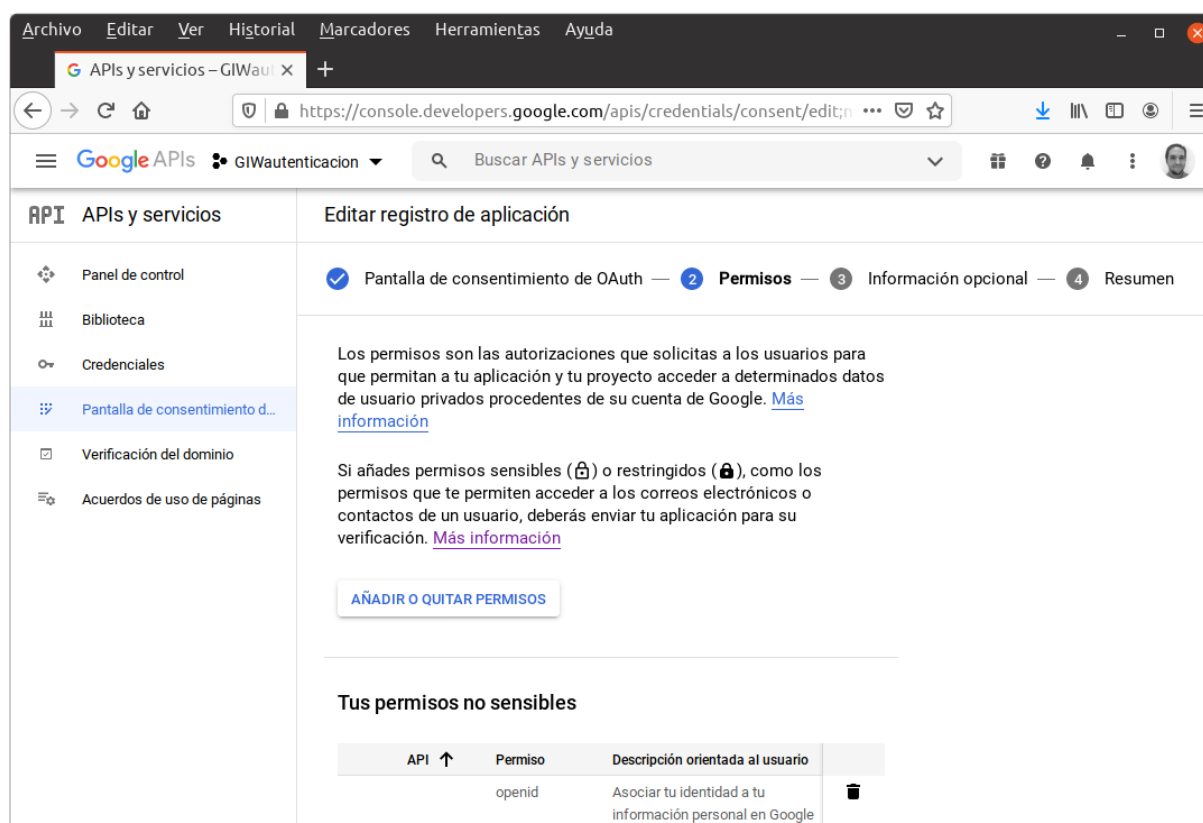 Archivo Editar Ver Historial Marcadores Herramientas Ayuda
APIs y servicios – GIWaut
https://console.developers.google.com/apis/credentials/consent/edit;n
Google APIs GIWautenticacion Buscar APIs y servicios
API APIs y servicios
Editar registro de aplicación
Panel de control
Biblioteca
Credenciales
Pantalla de consentimiento d...
Verificación del dominio
Acuerdos de uso de páginas
Pantalla de consentimiento de OAuth — 2 Permisos — 3 Información opcional — 4 Resumen
Los permisos son las autorizaciones que solicitas a los usuarios para
que permitan a tu aplicación y tu proyecto acceder a determinados datos
de usuario privados procedentes de su cuenta de Google. Más
información
Si añades permisos sensibles ( ) o restringidos ( ), como los
permisos que te permiten acceder a los correos electrónicos o
contactos de un usuario, deberás enviar tu aplicación para su
verificación. Más información
AÑADIR O QUITAR PERMISOS
Tus permisos no sensibles
API Permiso Descripción orientada al usuario
openid Asociar tu identidad a tu
información personal en Google